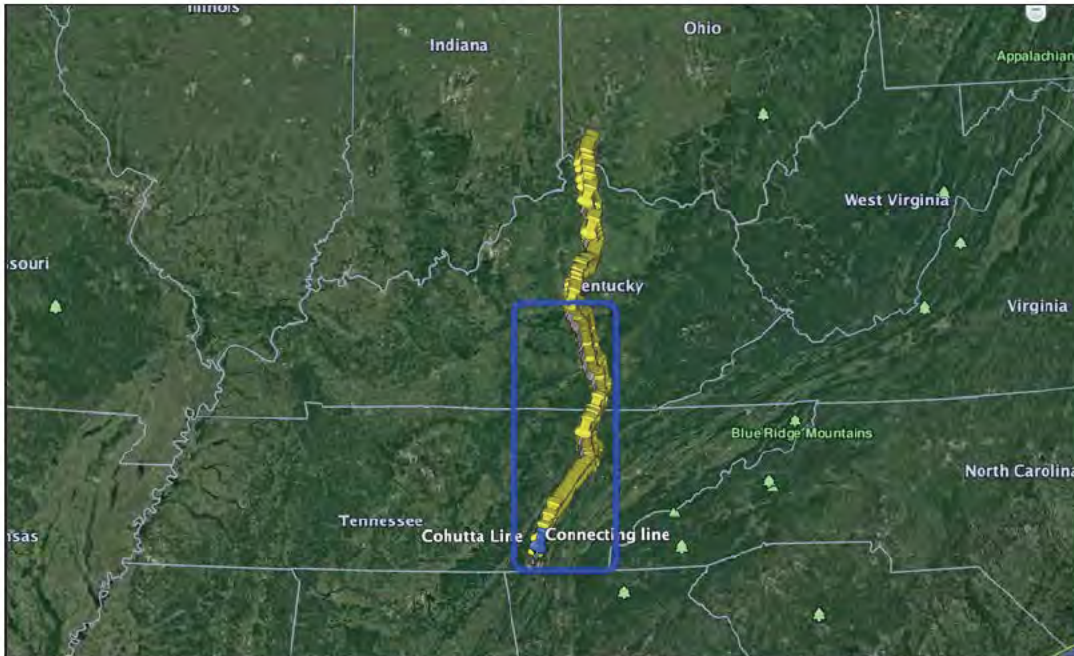 Illinois
Indiana
Ohio
Appalachian
West Virginia
ssouri
entucky
Virginia
Blue Ridge Mountains
North Carolina
nsas
Tennessee
Cohutta Line
Connecting line